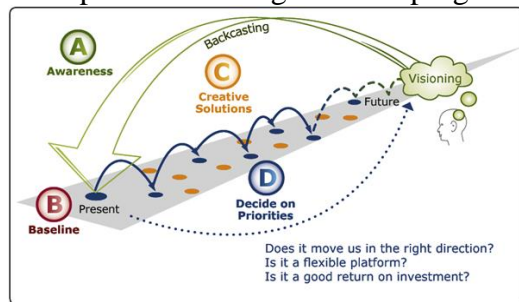 A
Awareness
Backcasting
C
Creative
Solutions
Visioning
Future
B
Present
Baseline
D
Decide on
Priorities
Does it move us in the right direction?
Is it a flexible platform?
Is it a good return on investment?